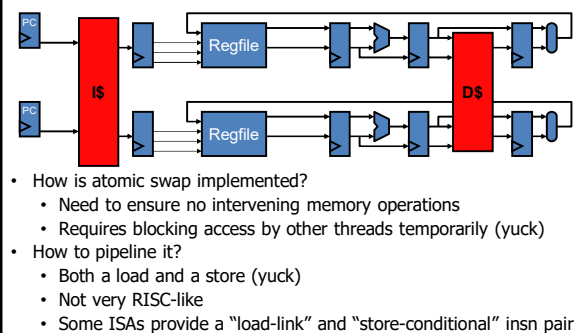 PC
Regfile
I$
D$
PC
Regfile
• How is atomic swap implemented?
• Need to ensure no intervening memory operations
• Requires blocking access by other threads temporarily (yuck)
• How to pipeline it?
• Both a load and a store (yuck)
• Not very RISC-like
• Some ISAs provide a “load-link” and “store-conditional” insn pair